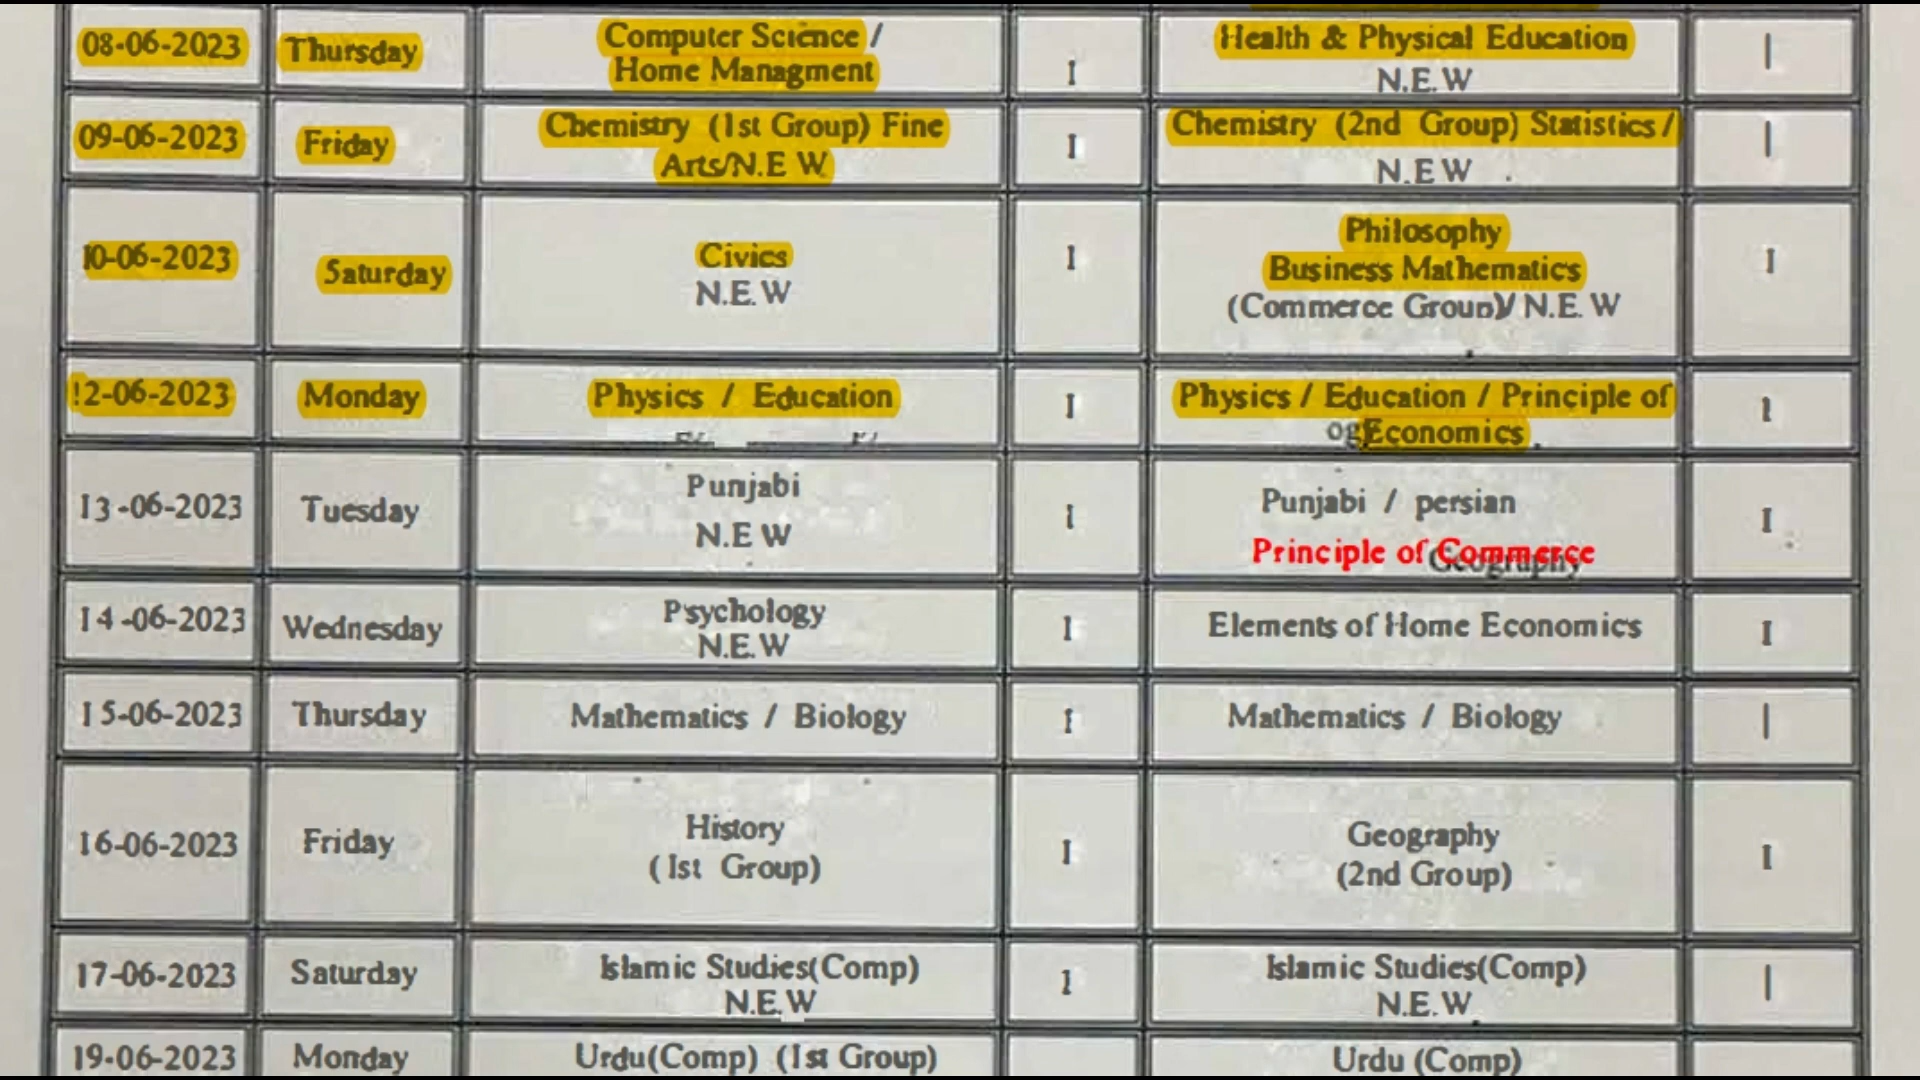 08-06-2023 Thursday Computer Science / Home Managment I Health & Physical Education N.E.W I
09-06-2023 Friday Chemistry (1st Group) Fine Arts/N.E W I Chemistry (2nd Group) Statistics / N.E W I
10-06-2023 Saturday Civics N.E.W 1 Philosophy Business Mathematics (Commerce Group)/ N.E.W I
12-06-2023 Monday Physics / Education I Physics / Education / Principle of Economics 1
13-06-2023 Tuesday Punjabi N.E W 1 Punjabi / persian Principle of Commerce I
14-06-2023 Wednesday Psychology N.E.W 1 Elements of Home Economics I
15-06-2023 Thursday Mathematics / Biology I Mathematics / Biology I
16-06-2023 Friday History (1st Group) I Geography (2nd Group) I
17-06-2023 Saturday Islamic Studies(Comp) N.E.W 1 Islamic Studies(Comp) N.E.W I
19-06-2023 Monday Urdu(Comp) (1st Group) Urdu (Comp)